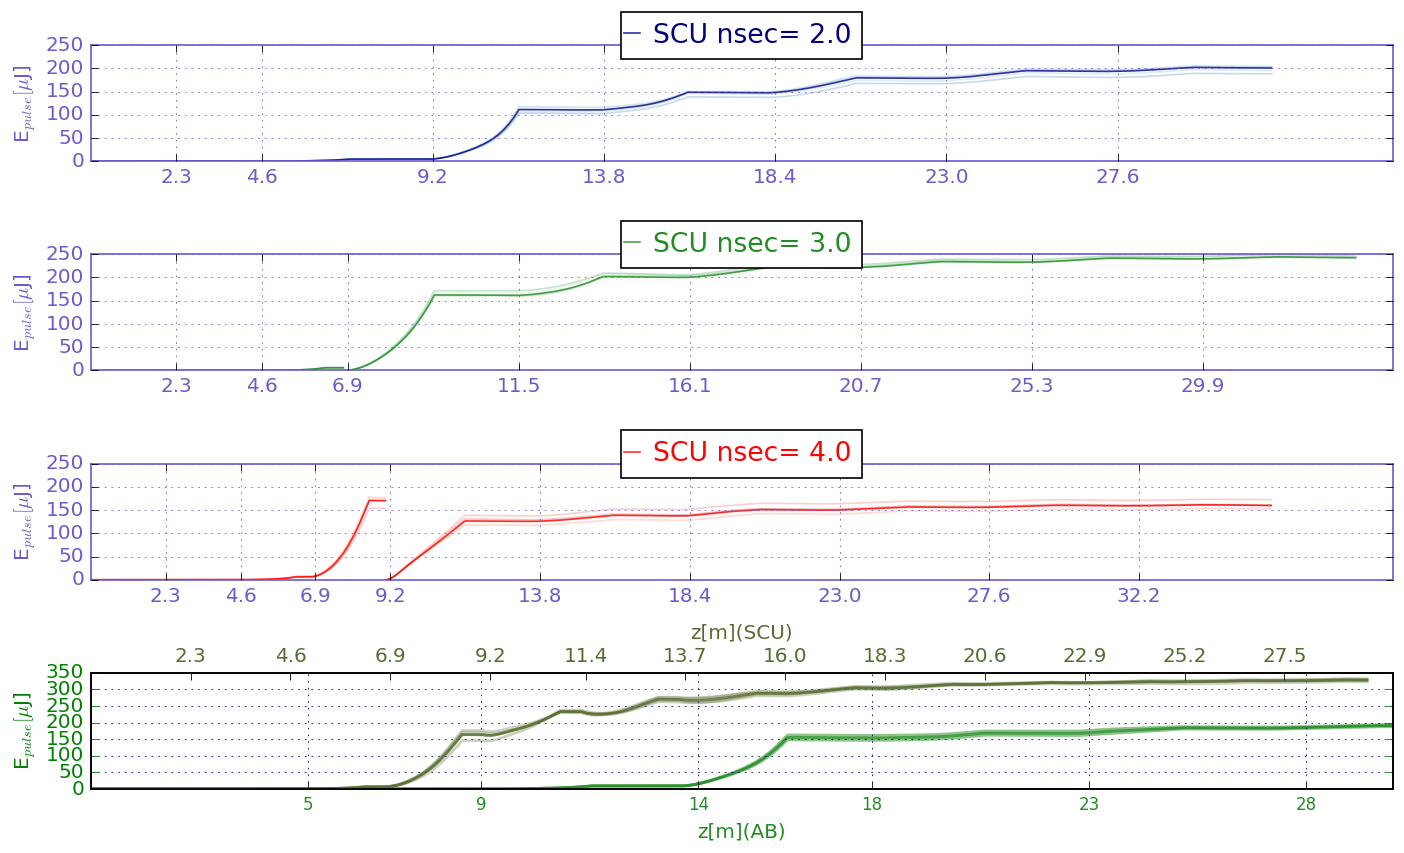 SCU nsec= 2.0
250
200
150
100
50
0
E_pulse [μJ]
2.3 4.6 9.2 13.8 18.4 23.0 27.6
SCU nsec= 3.0
250
200
150
100
50
0
E_pulse [μJ]
2.3 4.6 6.9 11.5 16.1 20.7 25.3 29.9
SCU nsec= 4.0
250
200
150
100
50
0
E_pulse [μJ]
2.3 4.6 6.9 9.2 13.8 18.4 23.0 27.6 32.2
z[m](SCU)
2.3 4.6 6.9 9.2 11.4 13.7 16.0 18.3 20.6 22.9 25.2 27.5
350
300
250
200
150
100
50
0
E_pulse [μJ]
5 9 14 18 23 28
z[m](AB)